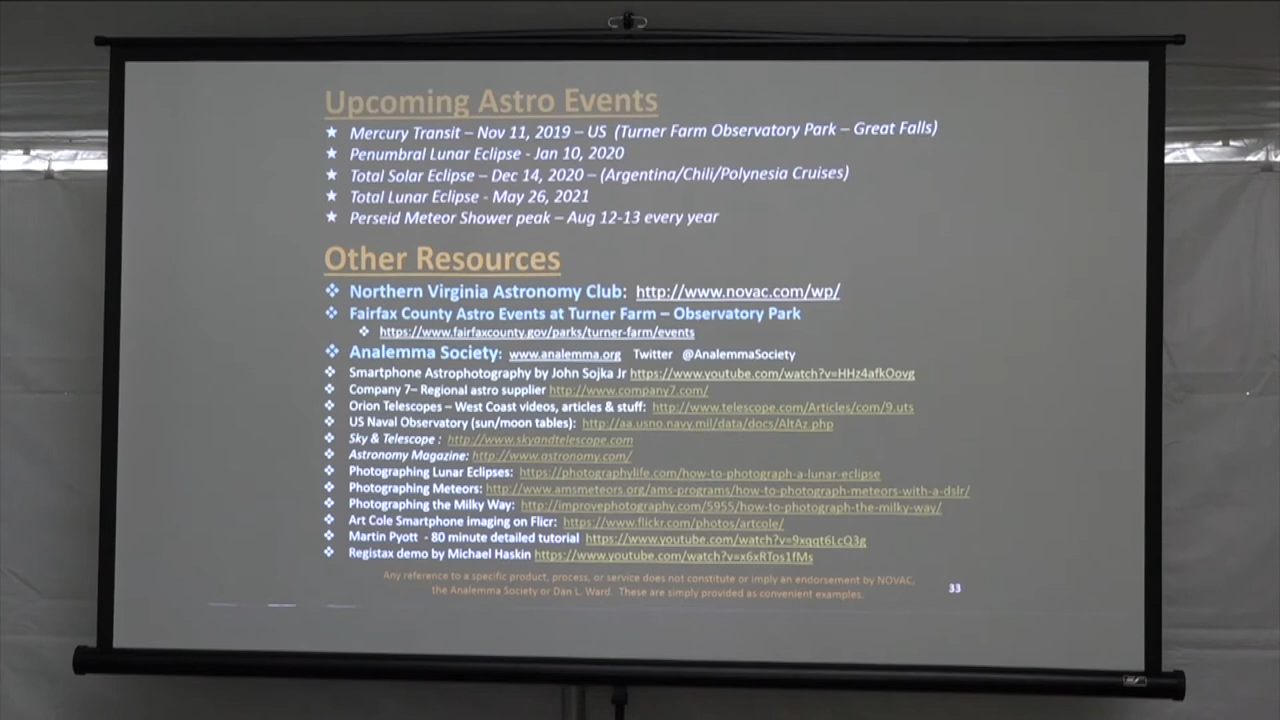 Upcoming Astro Events
★ Mercury Transit – Nov 11, 2019 – US (Turner Farm Observatory Park – Great Falls)
★ Penumbral Lunar Eclipse - Jan 10, 2020
★ Total Solar Eclipse – Dec 14, 2020 – (Argentina/Chili/Polynesia Cruises)
★ Total Lunar Eclipse - May 26, 2021
★ Perseid Meteor Shower peak – Aug 12-13 every year
Other Resources
❖ Northern Virginia Astronomy Club: http://www.novac.com/wp/
❖ Fairfax County Astro Events at Turner Farm – Observatory Park
❖ https://www.fairfaxcounty.gov/parks/turner-farm/events
❖ Analemma Society: www.analemma.org Twitter @AnalemmaSociety
❖ Smartphone Astrophotography by John Sojka Jr https://www.youtube.com/watch?v=HHz4afkOovg
❖ Company 7– Regional astro supplier http://www.company7.com/
❖ Orion Telescopes – West Coast videos, articles & stuff: http://www.telescope.com/Articles/com/9.uts
❖ US Naval Observatory (sun/moon tables): http://aa.usno.navy.mil/data/docs/AltAz.php
❖ Sky & Telescope : http://www.skyandtelescope.com
❖ Astronomy Magazine: http://www.astronomy.com/
❖ Photographing Lunar Eclipses: https://photographylife.com/how-to-photograph-a-lunar-eclipse
❖ Photographing Meteors: http://www.amsmeteors.org/ams-programs/how-to-photograph-meteors-with-a-dslr/
❖ Photographing the Milky Way: http://improvephotography.com/5955/how-to-photograph-the-milky-way/
❖ Art Cole Smartphone imaging on Flicr: https://www.flickr.com/photos/artcole/
❖ Martin Pyott - 80 minute detailed tutorial https://www.youtube.com/watch?v=9xqqt6LcQ3g
❖ Registax demo by Michael Haskin https://www.youtube.com/watch?v=x6xRTos1fMs
Any reference to a specific product, process, or service does not constitute or imply an endorsement by NOVAC,
the Analemma Society or Dan L. Ward. These are simply provided as convenient examples.
33